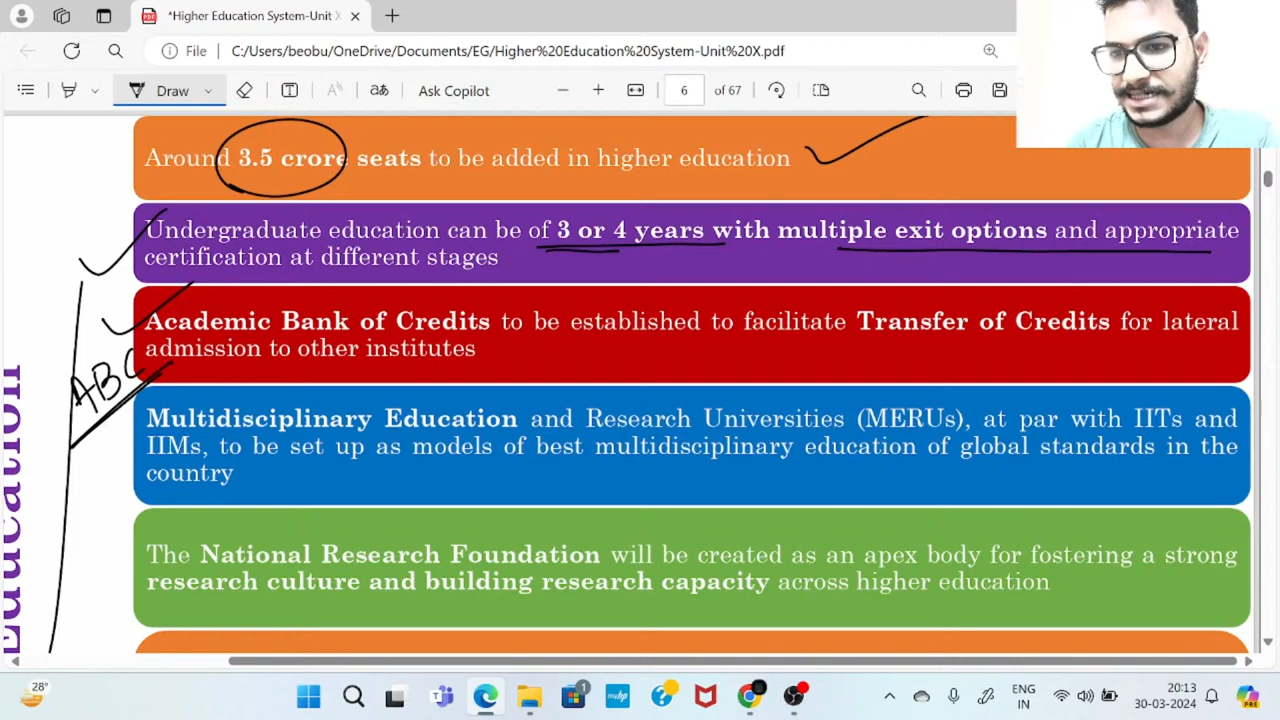 *Higher Education System-Unit X
File
C:/Users/beobu/OneDrive/Documents/EG/Higher%20Education%20System-Unit%20X.pdf
Draw
aあ
Ask Copilot
6 of 67
Around 3.5 crore seats to be added in higher education
Undergraduate education can be of 3 or 4 years with multiple exit options and appropriate
certification at different stages
Academic Bank of Credits to be established to facilitate Transfer of Credits for lateral
admission to other institutes
ABC
Multidisciplinary Education and Research Universities (MERUs), at par with IITs and
IIMs, to be set up as models of best multidisciplinary education of global standards in the
country
The National Research Foundation will be created as an apex body for fostering a strong
research culture and building research capacity across higher education
Education
28°
1
ENG
IN
20:13
30-03-2024
PRE